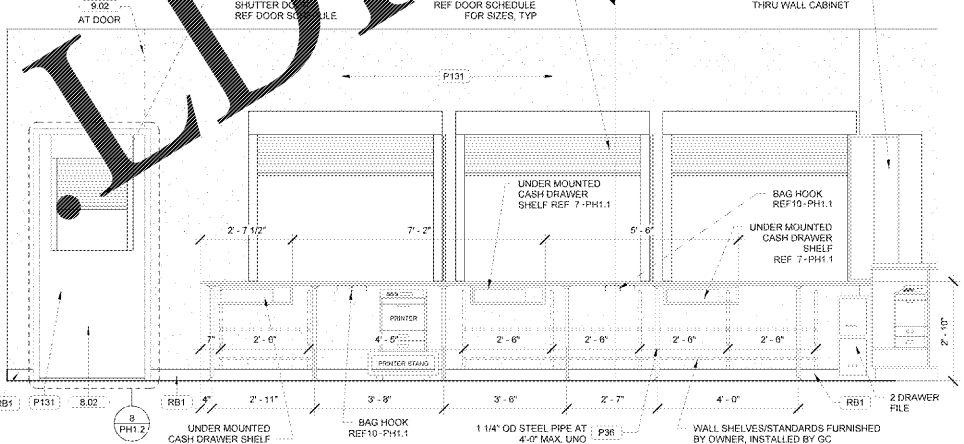 9.02
AT DOOR
REF DOOR SCHEDULE
REF DOOR SCHEDULE
FOR SIZES, TYP
THRU WALL CABINET
P131
UNDER MOUNTED
CASH DRAWER
SHELF REF 7 -PH1.1
BAG HOOK
REF10 -PH1.1
UNDER MOUNTED
CASH DRAWER
SHELF
REF 7-PH1.1
2' - 7 1/2"
7' - 2"
5' - 6"
PRINTER
PRINTER STAND
7"
2' - 6"
4' - 5"
2' - 6"
2' - 6"
2' - 6"
2' - 6"
2' - 10"
RB1
P131
8.02
8
PH1.2
RB1
4"
2' - 11"
3' - 8"
3' - 6"
2' - 7"
4' - 0"
RB1
2 DRAWER
FILE
UNDER MOUNTED
CASH DRAWER SHELF
BAG HOOK
REF10 -PH1.1
1 1/4" OD STEEL PIPE AT
4'-0" MAX, UNO
P36
WALL SHELVES/STANDARDS FURNISHED
BY OWNER, INSTALLED BY GC